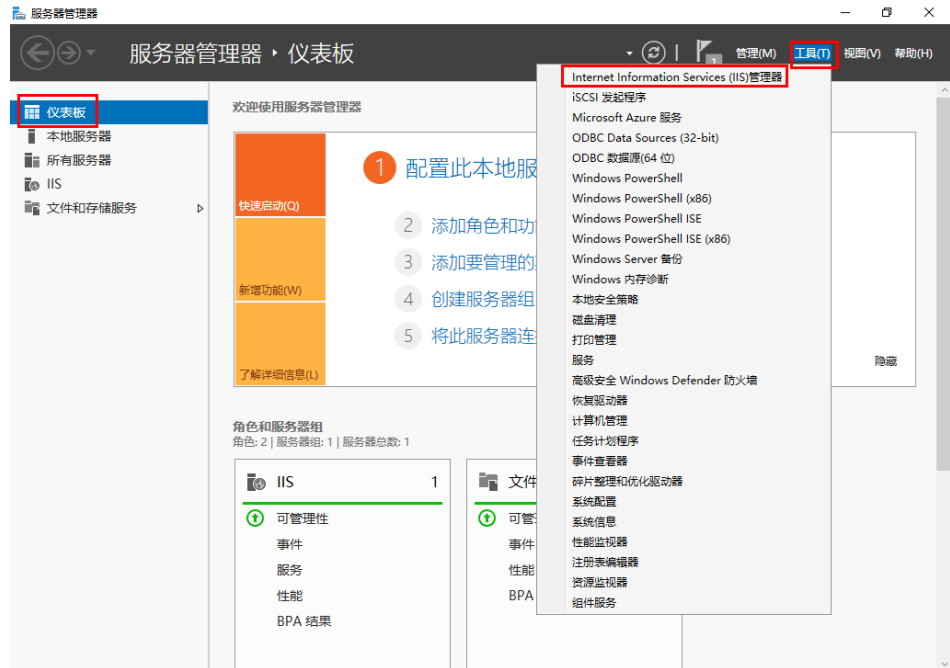 服务器管理器
服务器管理器 · 仪表板
1
管理(M)
工具(T)
视图(V)
帮助(H)
仪表板
本地服务器
所有服务器
IIS
文件和存储服务
欢迎使用服务器管理器
快速启动(Q)
新增功能(W)
了解详细信息(L)
1 配置此本地服
2 添加角色和功
3 添加要管理的
4 创建服务器组
5 将此服务器连
隐藏
角色和服务器组
角色: 2 | 服务器组: 1 | 服务器总数: 1
IIS 1
可管理性
事件
服务
性能
BPA 结果
文件
可管
事件
性能
BPA
Internet Information Services (IIS)管理器
iSCSI 发起程序
Microsoft Azure 服务
ODBC Data Sources (32-bit)
ODBC 数据源(64 位)
Windows PowerShell
Windows PowerShell (x86)
Windows PowerShell ISE
Windows PowerShell ISE (x86)
Windows Server 备份
Windows 内存诊断
本地安全策略
磁盘清理
打印管理
服务
高级安全 Windows Defender 防火墙
恢复驱动器
计算机管理
任务计划程序
事件查看器
碎片整理和优化驱动器
系统配置
系统信息
性能监视器
注册表编辑器
资源监视器
组件服务